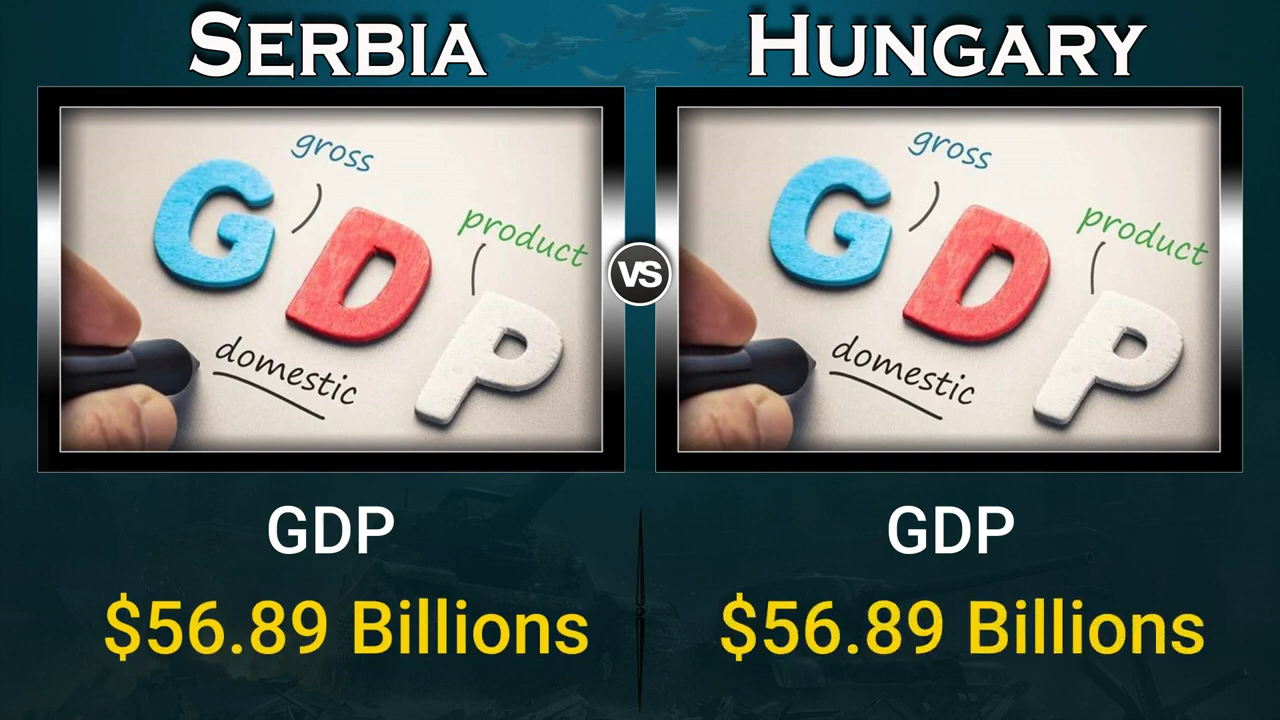 SERBIA
HUNGARY
gross
GDP
product
domestic
VS
gross
GDP
product
domestic
GDP
GDP
$56.89 Billions
$56.89 Billions